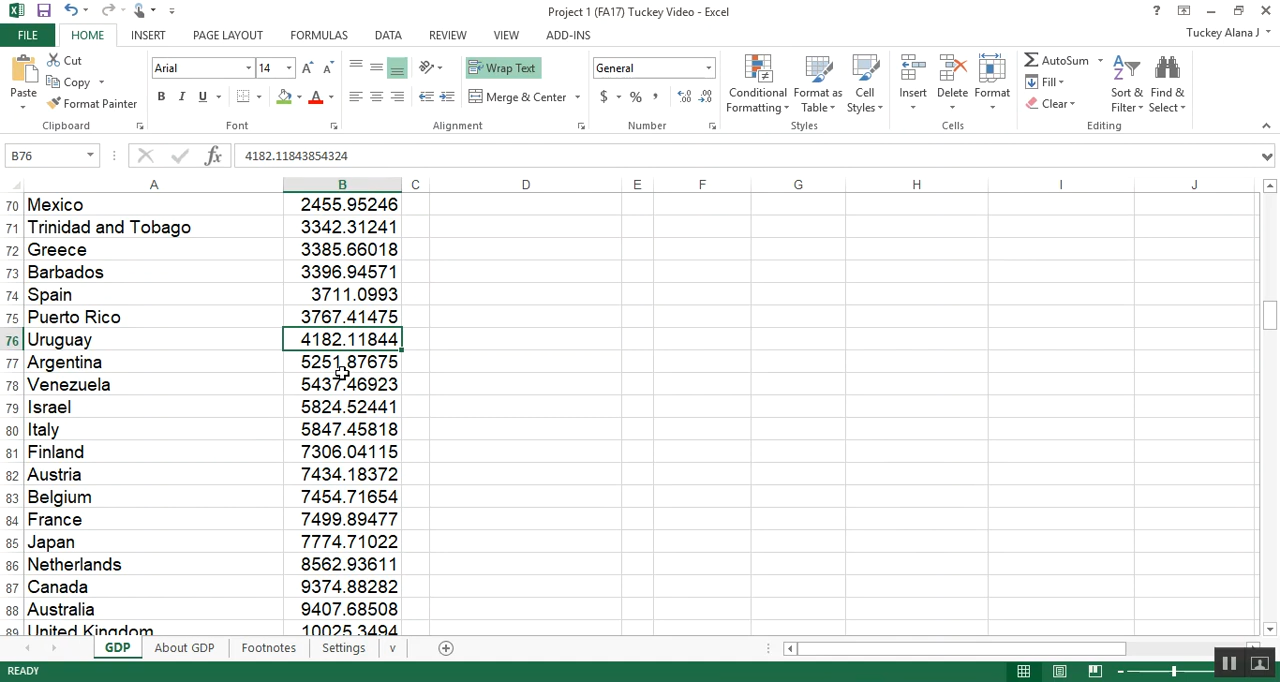 Project 1 (FA17) Tuckey Video - Excel
?
FILE HOME INSERT PAGE LAYOUT FORMULAS DATA REVIEW VIEW ADD-INS Tuckey Alana J
Paste
Cut
Copy
Format Painter
Clipboard
Arial 14
B I U
Font
Wrap Text
Merge & Center
Alignment
General
$ % ,
Number
Conditional Formatting
Format as Table
Cell Styles
Styles
Insert
Delete
Format
Cells
AutoSum
Fill
Clear
Sort & Filter
Find & Select
Editing
B76 fx 4182.11843854324
A B C D E F G H I J
70 Mexico 2455.95246
71 Trinidad and Tobago 3342.31241
72 Greece 3385.66018
73 Barbados 3396.94571
74 Spain 3711.0993
75 Puerto Rico 3767.41475
76 Uruguay 4182.11844
77 Argentina 5251.87675
78 Venezuela 5437.46923
79 Israel 5824.52441
80 Italy 5847.45818
81 Finland 7306.04115
82 Austria 7434.18372
83 Belgium 7454.71654
84 France 7499.89477
85 Japan 7774.71022
86 Netherlands 8562.93611
87 Canada 9374.88282
88 Australia 9407.68508
89 United Kingdom 10025.3494
GDP About GDP Footnotes Settings v
READY